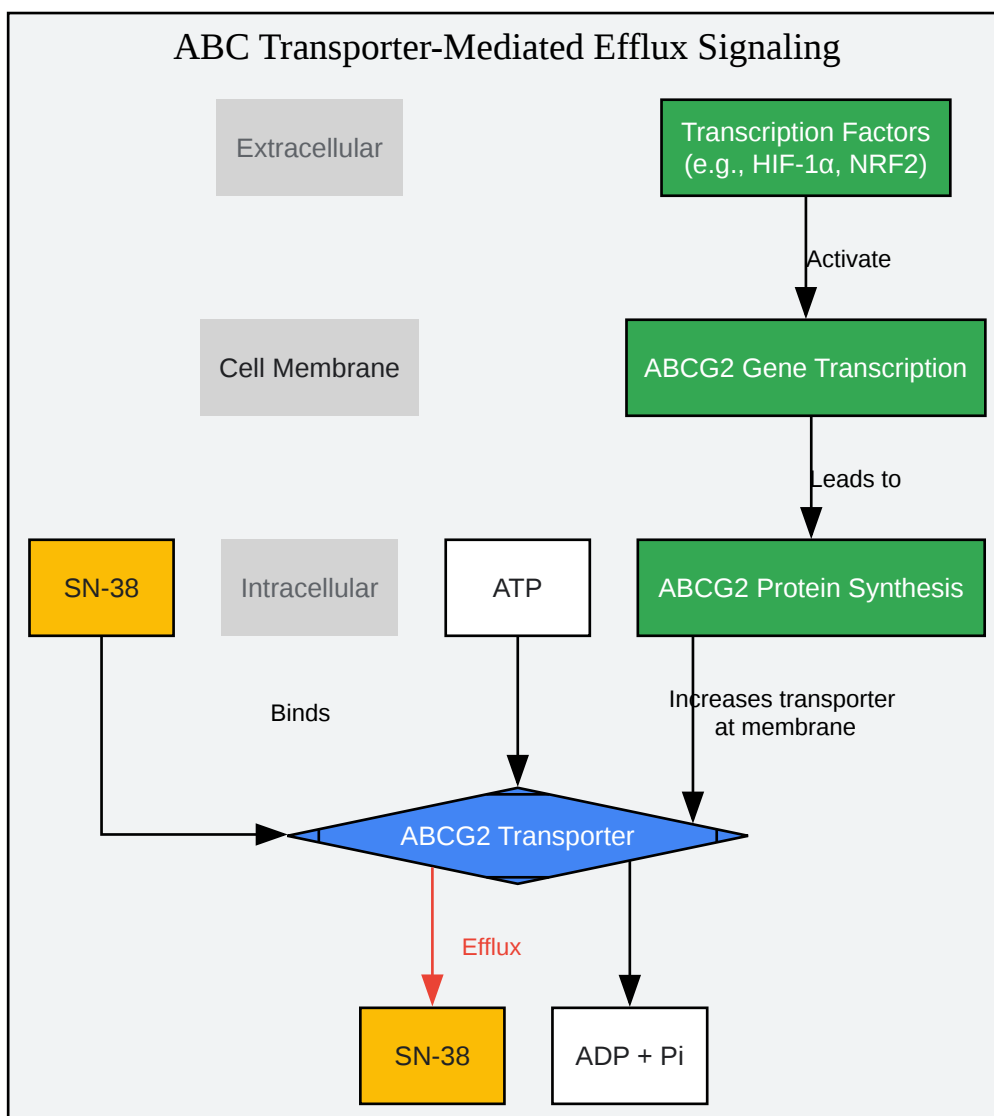 ABC Transporter-Mediated Efflux Signaling
Extracellular
Transcription Factors
(e.g., HIF-1α, NRF2)
Activate
Cell Membrane
ABCG2 Gene Transcription
Leads to
SN-38
Intracellular
ATP
ABCG2 Protein Synthesis
Binds
Increases transporter
at membrane
ABCG2 Transporter
Efflux
SN-38
ADP + Pi